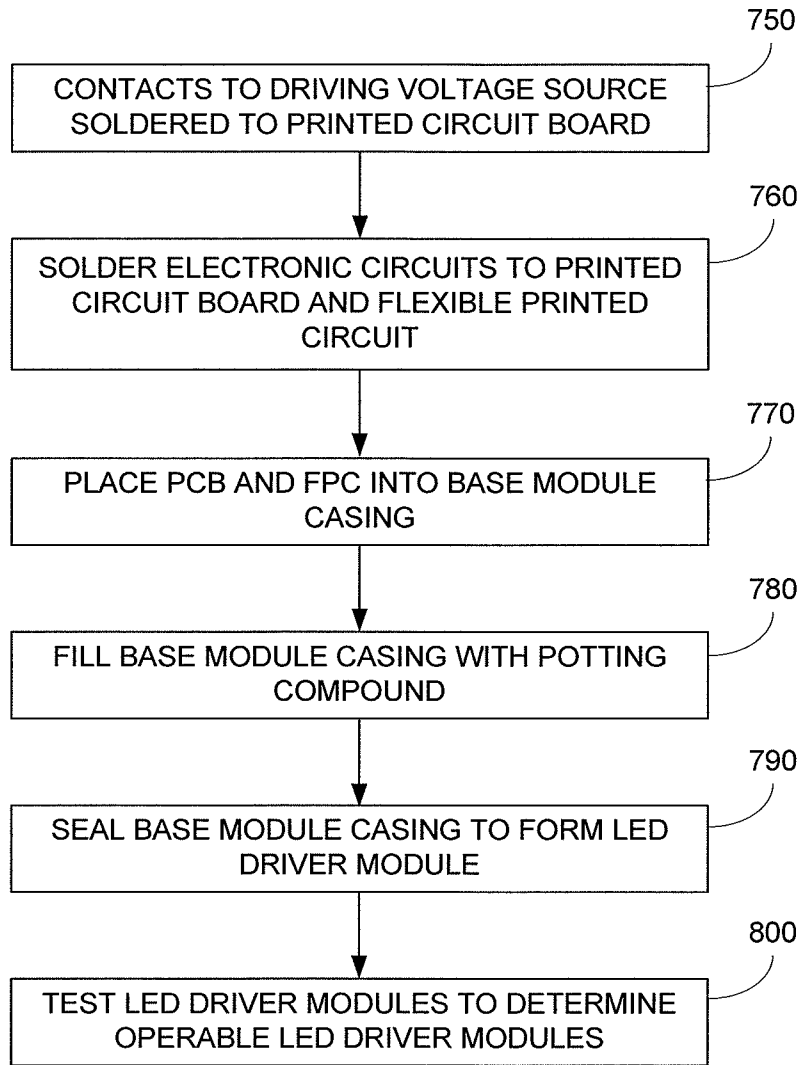 750
CONTACTS TO DRIVING VOLTAGE SOURCE
SOLDERED TO PRINTED CIRCUIT BOARD
760
SOLDER ELECTRONIC CIRCUITS TO PRINTED
CIRCUIT BOARD AND FLEXIBLE PRINTED
CIRCUIT
770
PLACE PCB AND FPC INTO BASE MODULE
CASING
780
FILL BASE MODULE CASING WITH POTTING
COMPOUND
790
SEAL BASE MODULE CASING TO FORM LED
DRIVER MODULE
800
TEST LED DRIVER MODULES TO DETERMINE
OPERABLE LED DRIVER MODULES